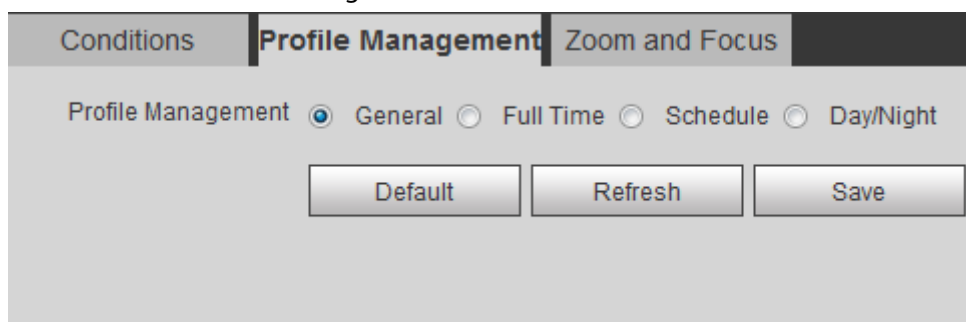 Conditions Profile Management Zoom and Focus
Profile Management General Full Time Schedule Day/Night
Default Refresh Save